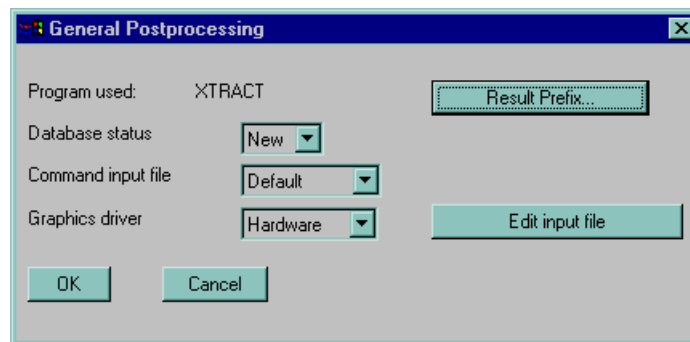 General Postprocessing
Program used: XTRACT Result Prefix...
Database status New
Command input file Default
Graphics driver Hardware Edit input file
OK Cancel